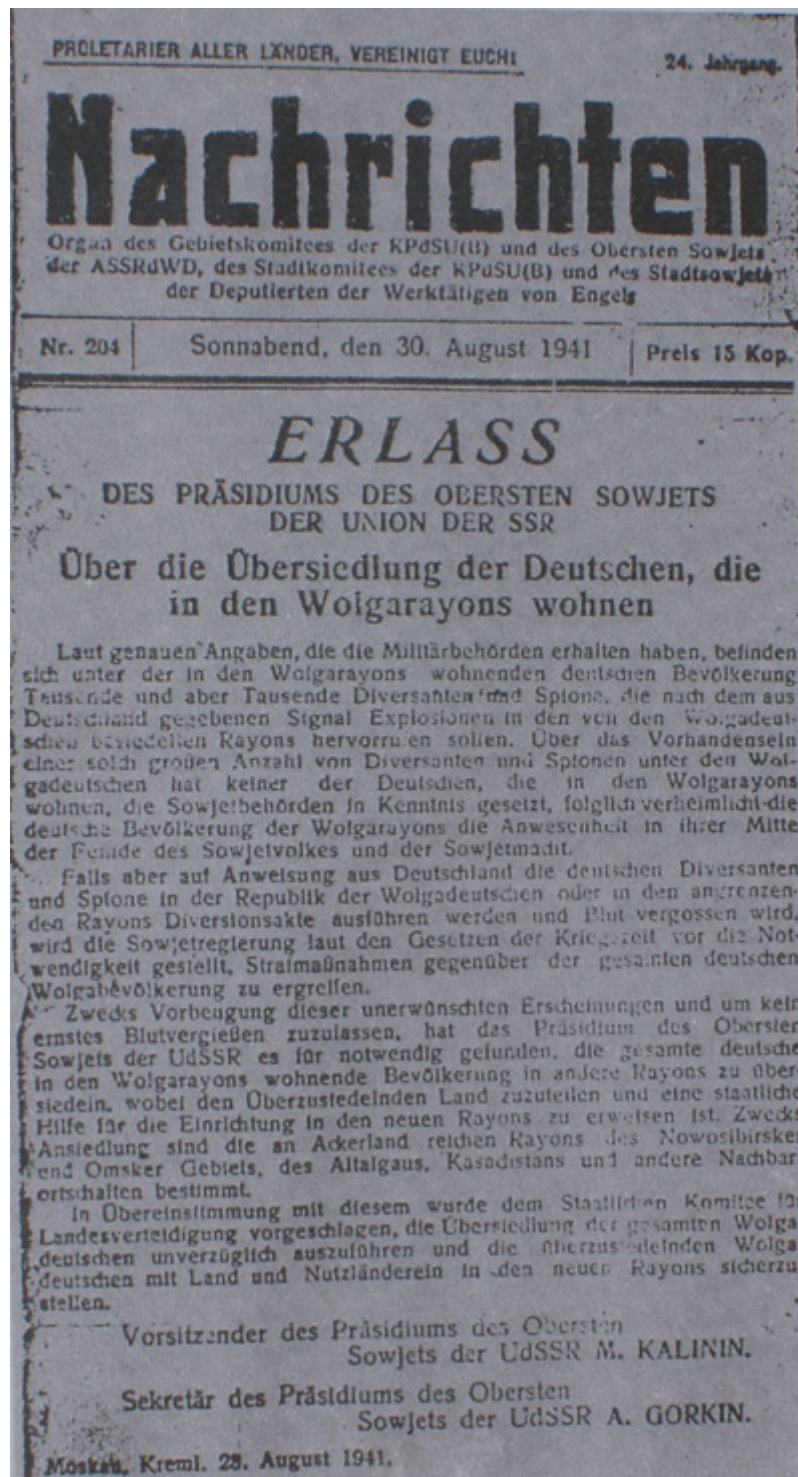 PROLETARIER ALLER LÄNDER, VEREINIGT EUCH!
24. Jahrgang.
Nachrichten
Organ des Gebietskomitees der KPdSU(B) und des Obersten Sowjets
der ASSRdWD, des Stadtkomitees der KPdSU(B) und des Stadtsowjets
der Deputierten der Werktätigen von Engels
Nr. 204
Sonnabend, den 30. August 1941
Preis 15 Kop.
ERLASS
DES PRÄSIDIUMS DES OBERSTEN SOWJETS
DER UNION DER SSR
Über die Übersiedlung der Deutschen, die
in den Wolgarayons wohnen
Laut genauen Angaben, die die Militärbehörden erhalten haben, befinden
sich unter der in den Wolgarayons wohnenden deutschen Bevölkerung
Tausende und aber Tausende Diversanten und Spione, die nach dem aus
Deutschland gegebenen Signal Explosionen in den von den Wolgadeut-
schen besiedelten Rayons hervorrufen sollen. Über das Vorhandensein
einer solch großen Anzahl von Diversanten und Spionen unter den Wol-
gadeutschen hat keiner der Deutschen, die in den Wolgarayons
wohnen, die Sowjetbehörden in Kenntnis gesetzt, folglich verheimlicht die
deutsche Bevölkerung der Wolgarayons die Anwesenheit in ihrer Mitte
der Feinde des Sowjetvolkes und der Sowjetmacht.
Falls aber auf Anweisung aus Deutschland die deutschen Diversanten
und Spione in der Republik der Wolgadeutschen oder in den angrenzen-
den Rayons Diversionsakte ausführen werden und Blut vergossen wird,
wird die Sowjetregierung laut den Gesetzen der Kriegszeit vor die Not-
wendigkeit gestellt, Strafmaßnahmen gegenüber der gesamten deutschen
Wolgabevölkerung zu ergreifen.
Zwecks Vorbeugung dieser unerwünschten Erscheinungen und um kein
ernstes Blutvergießen zuzulassen, hat das Präsidium des Obersten
Sowjets der UdSSR es für notwendig gefunden, die gesamte deutsche
in den Wolgarayons wohnende Bevölkerung in andere Rayons zu über
siedeln, wobei den Überzusiedelnden Land zuzuteilen und eine staatliche
Hilfe für die Einrichtung in den neuen Rayons zu erweisen ist. Zwecks
Ansiedlung sind die an Ackerland reichen Rayons des Nowosibirsker
und Omsker Gebiets, des Altaigaus, Kasachstans und andere Nachbar
ortschaften bestimmt.
In Übereinstimmung mit diesem wurde dem Staatlichen Komitee für
Landesverteidigung vorgeschlagen, die Übersiedlung der gesamten Wolga
deutschen unverzüglich auszuführen und die überzusiedelnden Wolga
deutschen mit Land und Nutzländerein in den neuen Rayons sicherzu
stellen.
Vorsitzender des Präsidiums des Obersten
Sowjets der UdSSR M. KALININ.
Sekretär des Präsidiums des Obersten
Sowjets der UdSSR A. GORKIN.
Moskau, Kreml. 28. August 1941.